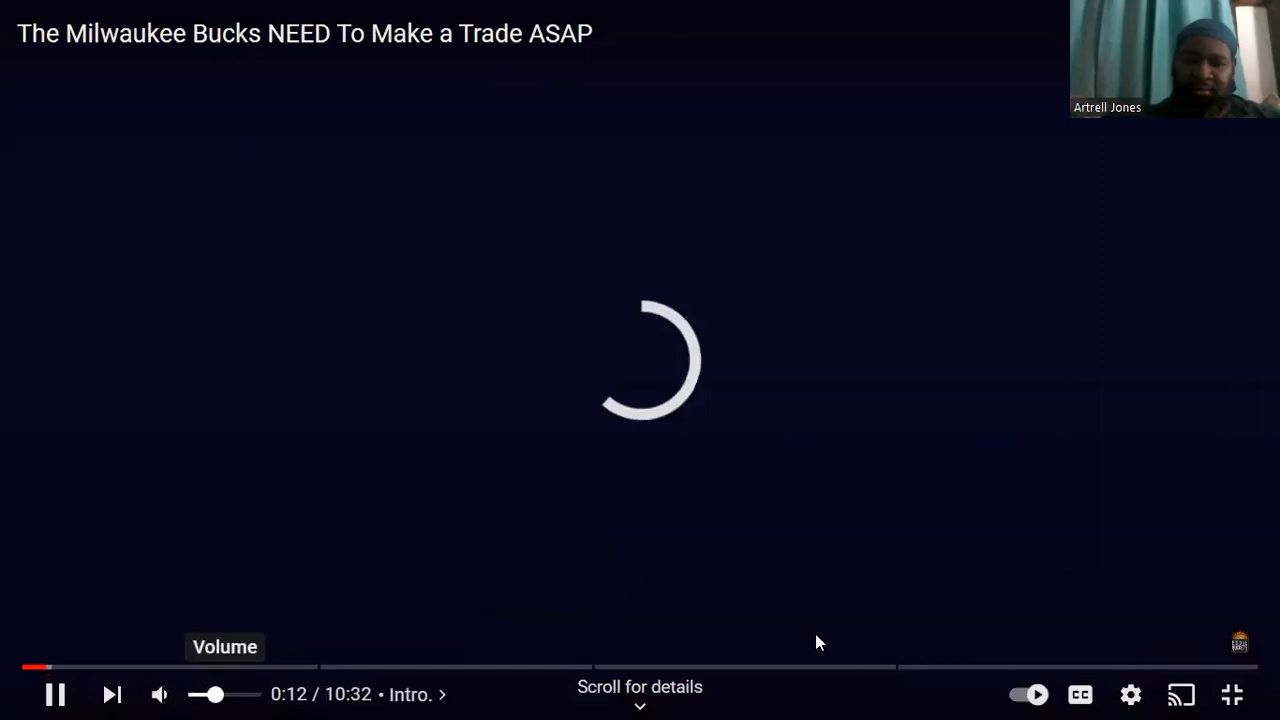 The Milwaukee Bucks NEED To Make a Trade ASAP
Artrell Jones
Volume
0:12 / 10:32 • Intro. >
Scroll for details
CC